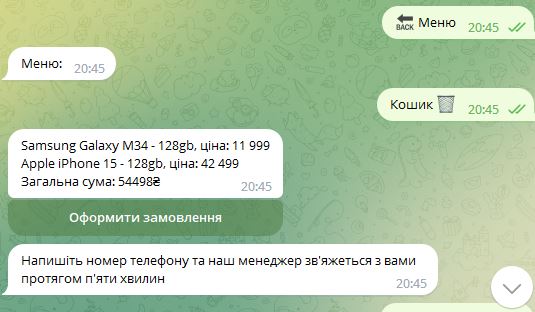 🔙 Меню 20:45
Меню: 20:45
Кошик 🗑 20:45
Samsung Galaxy M34 - 128gb, ціна: 11 999
Apple iPhone 15 - 128gb, ціна: 42 499
Загальна сума: 54498₴ 20:45
Оформити замовлення
Напишіть номер телефону та наш менеджер зв'яжеться з вами
протягом п'яти хвилин 20:45